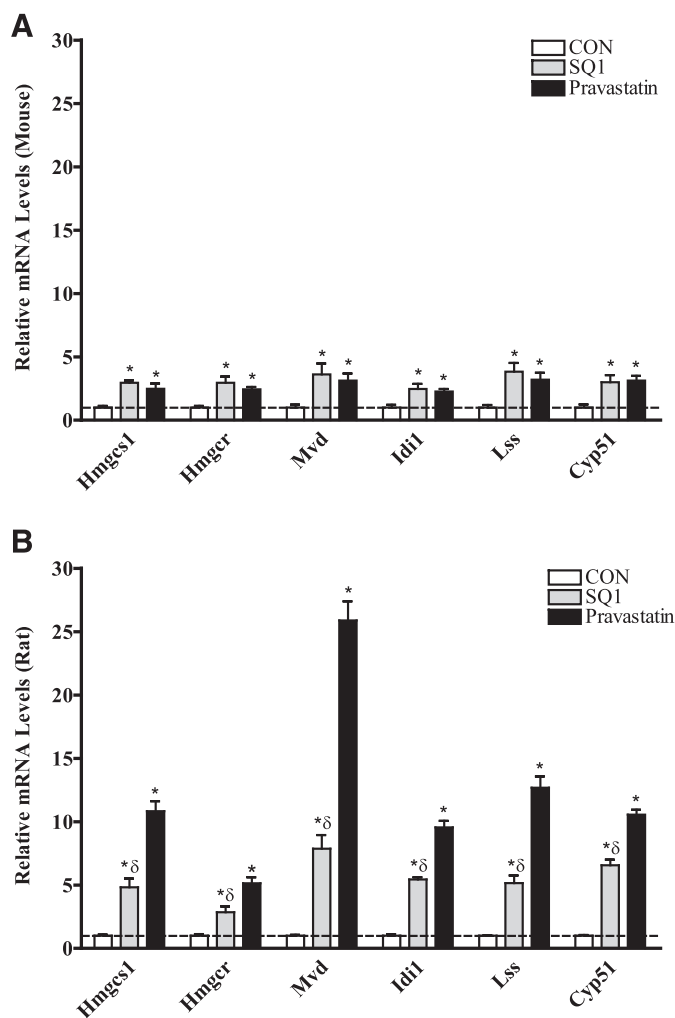 A
Relative mRNA Levels (Mouse)
30
25
20
15
10
5
0
CON
SQ1
Pravastatin
* * * * * * * * * * * *
Hmgcs1 Hmgcr Mvd Idi1 Lss Cyp51
B
Relative mRNA Levels (Rat)
30
25
20
15
10
5
0
CON
SQ1
Pravastatin
*δ * *δ * *δ * *δ * *δ * *δ *
Hmgcs1 Hmgcr Mvd Idi1 Lss Cyp51